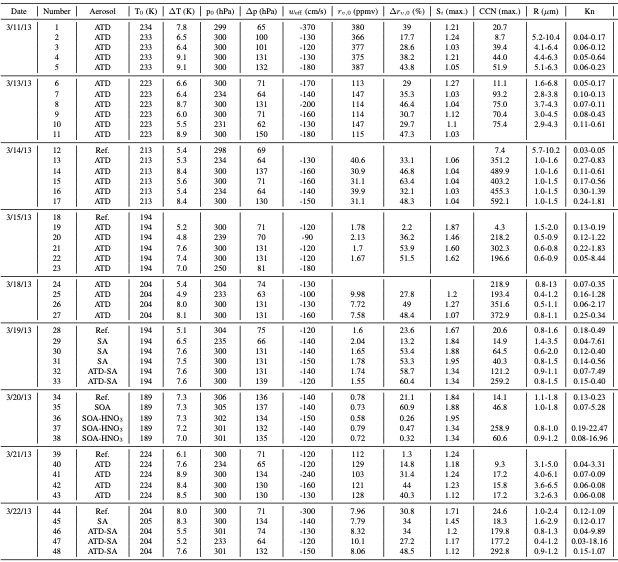 Date Number Aerosol T₀ (K) ΔT (K) p₀ (hPa) Δp (hPa) w_eff (cm/s) r_v,0 (ppmv) Δr_v,0 (%) S_i (max.) CCN (max.) R (μm) Kn
3/11/13 1 ATD 234 7.8 299 65 -370 380 39 1.21 20.7
2 ATD 233 6.5 300 100 -150 366 17.7 1.24 8.7 5.2-10.4 0.04-0.17
3 ATD 233 6.4 300 101 -120 377 28.6 1.03 39.4 4.1-6.4 0.06-0.12
4 ATD 233 9.1 300 131 -130 375 38.2 1.21 44.0 4.4-6.3 0.05-0.64
5 ATD 233 9.1 300 132 -180 387 43.8 1.05 51.9 5.1-6.3 0.06-0.23
3/13/13 6 ATD 223 6.6 300 71 -170 113 29 1.27 11.1 1.6-6.8 0.05-0.17
7 ATD 223 6.4 234 64 -140 147 35.3 1.03 93.2 2.8-3.8 0.10-0.13
8 ATD 223 8.7 300 131 -200 114 46.4 1.04 75.0 3.7-4.3 0.07-0.11
9 ATD 223 6.0 300 71 -160 114 30.7 1.12 70.4 3.0-4.5 0.08-0.43
10 ATD 223 5.5 231 62 -130 147 29.7 1.1 75.4 2.9-4.3 0.11-0.61
11 ATD 223 8.9 300 150 -180 115 47.3 1.03
3/14/13 12 Ref. 213 5.4 298 69 7.4 5.7-10.2 0.03-0.05
13 ATD 213 5.3 234 64 -130 40.6 33.1 1.06 351.2 1.0-1.6 0.27-0.83
14 ATD 213 8.4 300 137 -160 30.9 46.8 1.04 489.9 1.0-1.6 0.11-0.61
15 ATD 213 5.6 300 71 -160 31.1 63.4 1.04 403.2 1.0-1.5 0.17-0.56
16 ATD 213 5.4 234 64 -140 39.9 32.1 1.03 455.3 1.0-1.5 0.30-1.39
17 ATD 213 8.4 300 130 -150 31.1 48.3 1.04 592.1 1.0-1.6 0.24-1.81
3/15/13 18 Ref. 194
19 ATD 194 5.2 300 71 -120 1.78 2.2 1.87 4.3 1.5-2.0 0.13-0.19
20 ATD 194 4.8 239 70 -90 2.13 36.2 1.46 218.2 0.5-0.9 0.12-1.22
21 ATD 194 7.6 300 131 -120 1.7 53.9 1.60 302.3 0.6-0.8 0.22-1.83
22 ATD 194 7.4 300 131 -120 1.67 51.5 1.62 196.6 0.6-0.9 0.05-8.44
23 ATD 194 7.0 250 81 -180
3/18/13 24 ATD 204 5.4 304 74 -130 218.9 0.8-13 0.07-0.35
25 ATD 204 4.9 233 63 -100 9.98 27.8 1.2 193.4 0.4-1.2 0.16-1.28
26 ATD 204 8.0 300 131 -130 7.72 49 1.27 351.6 0.5-1.1 0.06-2.17
27 ATD 204 8.1 300 131 -160 7.58 48.4 1.07 372.9 0.8-1.1 0.25-0.34
3/19/13 28 Ref. 194 5.1 304 75 -120 1.6 23.6 1.67 20.6 0.8-1.6 0.18-0.49
29 SA 194 6.5 235 66 -140 2.04 13.2 1.84 14.9 1.4-3.5 0.04-7.61
30 SA 194 7.6 300 131 -140 1.65 53.4 1.88 64.5 0.6-2.0 0.12-0.40
31 SA 194 7.5 300 131 -150 1.78 53.3 1.95 40.3 0.8-1.5 0.14-0.56
32 ATD-SA 194 7.6 300 131 -140 1.74 58.7 1.34 121.2 0.9-1.1 0.07-7.49
33 ATD-SA 194 7.6 300 139 -120 1.55 60.4 1.34 259.2 0.8-1.5 0.15-0.40
3/20/13 34 Ref. 189 7.3 306 136 -140 0.78 21.1 1.84 14.1 1.1-1.8 0.13-0.23
35 SOA 189 7.3 305 137 -140 0.73 60.9 1.88 46.8 1.0-1.8 0.07-5.28
36 SOA-HNO₃ 189 7.3 302 134 -150 0.58 0.26 1.95
37 SOA-HNO₃ 189 7.2 301 132 -140 0.79 0.47 1.34 258.9 0.8-1.0 0.19-22.47
38 SOA-HNO₃ 189 7.0 301 135 -120 0.72 0.32 1.34 60.6 0.9-1.2 0.08-16.96
3/21/13 39 Ref. 224 6.1 300 71 -120 112 1.3 1.24
40 ATD 224 7.6 234 65 -120 129 14.8 1.18 9.3 3.1-5.0 0.04-3.31
41 ATD 224 8.9 300 134 -240 103 31.4 1.24 17.2 4.0-6.1 0.07-0.09
42 ATD 224 8.4 300 130 -160 121 44 1.23 15.8 3.6-6.5 0.06-0.08
43 ATD 224 8.5 300 130 -130 128 40.3 1.12 17.2 3.2-6.3 0.06-0.08
3/22/13 44 Ref. 204 8.0 300 71 -300 7.96 30.8 1.71 24.6 1.0-2.4 0.12-1.09
45 SA 205 8.3 300 134 -140 7.79 34 1.45 18.3 1.6-2.9 0.12-0.17
46 ATD-SA 204 5.5 301 74 -130 8.32 34 1.2 179.8 0.8-1.3 0.04-9.89
47 ATD-SA 204 5.2 233 64 -120 10.1 27.2 1.17 177.2 0.4-1.2 0.03-18.16
48 ATD-SA 204 7.6 301 132 -150 8.06 48.5 1.12 292.8 0.9-1.2 0.15-1.07